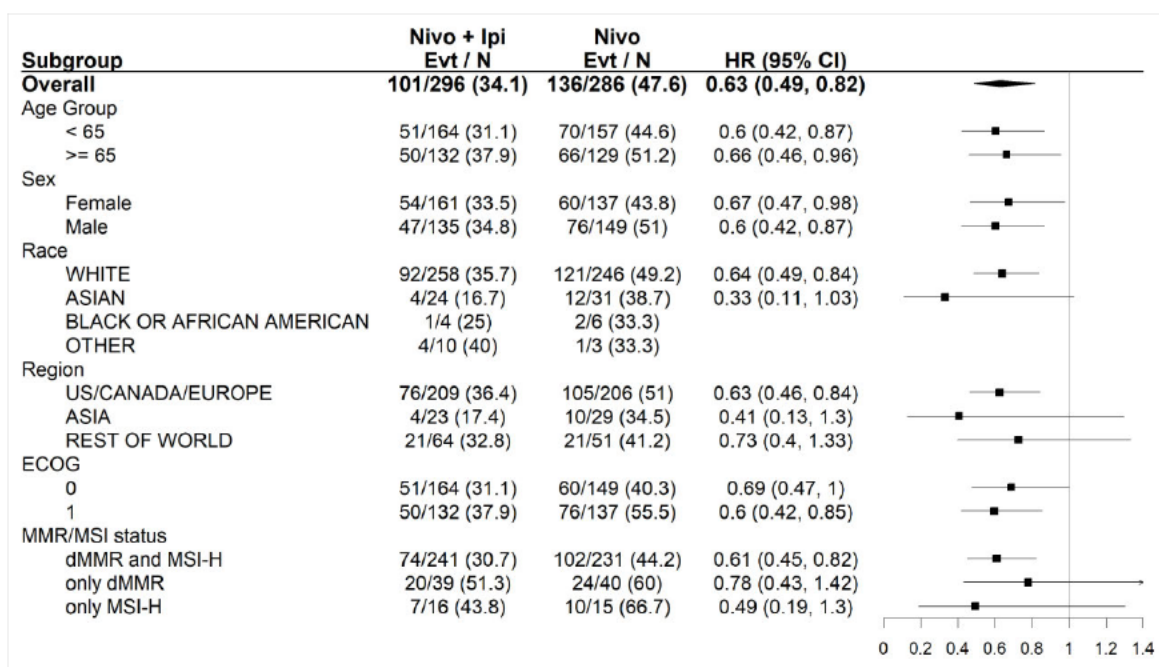 Nivo + Ipi Nivo
Subgroup Evt / N Evt / N HR (95% CI)
Overall 101/296 (34.1) 136/286 (47.6) 0.63 (0.49, 0.82)
Age Group
< 65 51/164 (31.1) 70/157 (44.6) 0.6 (0.42, 0.87)
>= 65 50/132 (37.9) 66/129 (51.2) 0.66 (0.46, 0.96)
Sex
Female 54/161 (33.5) 60/137 (43.8) 0.67 (0.47, 0.98)
Male 47/135 (34.8) 76/149 (51) 0.6 (0.42, 0.87)
Race
WHITE 92/258 (35.7) 121/246 (49.2) 0.64 (0.49, 0.84)
ASIAN 4/24 (16.7) 12/31 (38.7) 0.33 (0.11, 1.03)
BLACK OR AFRICAN AMERICAN 1/4 (25) 2/6 (33.3)
OTHER 4/10 (40) 1/3 (33.3)
Region
US/CANADA/EUROPE 76/209 (36.4) 105/206 (51) 0.63 (0.46, 0.84)
ASIA 4/23 (17.4) 10/29 (34.5) 0.41 (0.13, 1.3)
REST OF WORLD 21/64 (32.8) 21/51 (41.2) 0.73 (0.4, 1.33)
ECOG
0 51/164 (31.1) 60/149 (40.3) 0.69 (0.47, 1)
1 50/132 (37.9) 76/137 (55.5) 0.6 (0.42, 0.85)
MMR/MSI status
dMMR and MSI-H 74/241 (30.7) 102/231 (44.2) 0.61 (0.45, 0.82)
only dMMR 20/39 (51.3) 24/40 (60) 0.78 (0.43, 1.42)
only MSI-H 7/16 (43.8) 10/15 (66.7) 0.49 (0.19, 1.3)
0 0.2 0.4 0.6 0.8 1 1.2 1.4